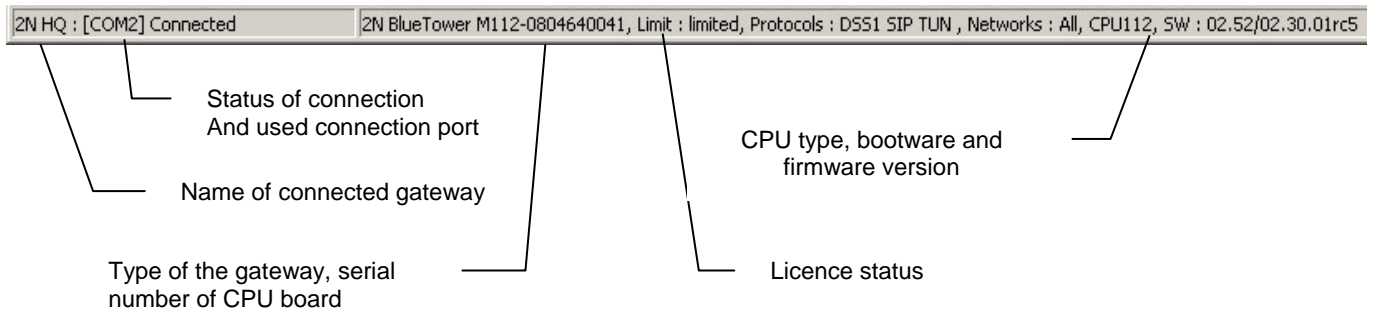 2N HQ : [COM2] Connected
2N BlueTower M112-0804640041, Limit : limited, Protocols : DSS1 SIP TUN , Networks : All, CPU112, SW : 02.52/02.30.01rc5
Status of connection
And used connection port
CPU type, bootware and
firmware version
Name of connected gateway
Type of the gateway, serial
number of CPU board
Licence status